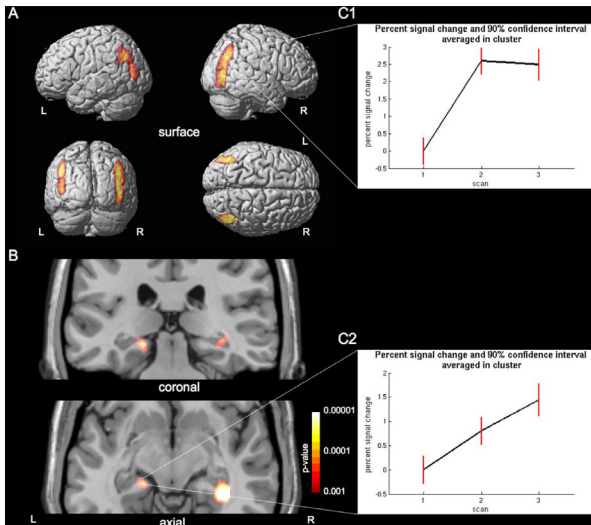 A
C1
L
R
surface
L
L
R
R
Percent signal change and 90% confidence interval
averaged in cluster
percent signal change
3
2.5
2
1.5
1
0.5
0
-0.5
1
2
3
scan
B
coronal
L
axial
R
p-value
0.00001
0.0001
0.001
C2
Percent signal change and 90% confidence interval
averaged in cluster
percent signal change
2
1.5
1
0.5
0
-0.5
1
2
3
scan